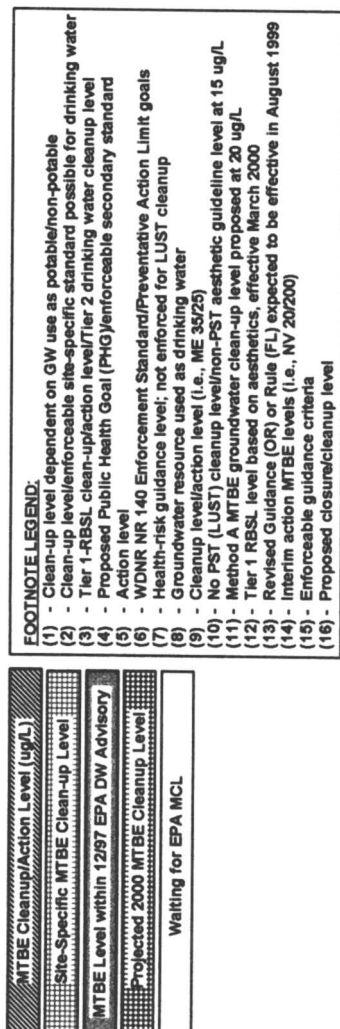 MTBE Cleanup/Action Level (ug/L)
Site-Specific MTBE Clean-up Level
MTBE Level within 12/97 EPA DW Advisory
Projected 2000 MTBE Cleanup Level
Waiting for EPA MCL
FOOTNOTE LEGEND:
(1) - Clean-up level dependent on GW use as potable/non-potable
(2) - Clean-up level/enforceable site-specific standard possible for drinking water
(3) - Tier 1-RBSL clean-up/action level/Tier 2 drinking water cleanup level
(4) - Proposed Public Health Goal (PHG)/enforceable secondary standard
(5) - Action level
(6) - WDNR NR 140 Enforcement Standard/Preventative Action Limit goals
(7) - Health-risk guidance level; not enforced for LUST cleanup
(8) - Groundwater resource used as drinking water
(9) - Cleanup level/action level (i.e., ME 35/25)
(10) - No PST (LUST) cleanup level/non-PST aesthetic guideline level at 15 ug/L
(11) - Method A MTBE groundwater clean-up level proposed at 20 ug/L
(12) - Tier 1 RBSL level based on aesthetics, effective March 2000
(13) - Revised Guidance (OR) or Rule (FL) expected to be effective in August 1999
(14) - Interim action MTBE levels (i.e., NV 20/200)
(15) - Enforceable guidance criteria
(16) - Proposed closure/cleanup level